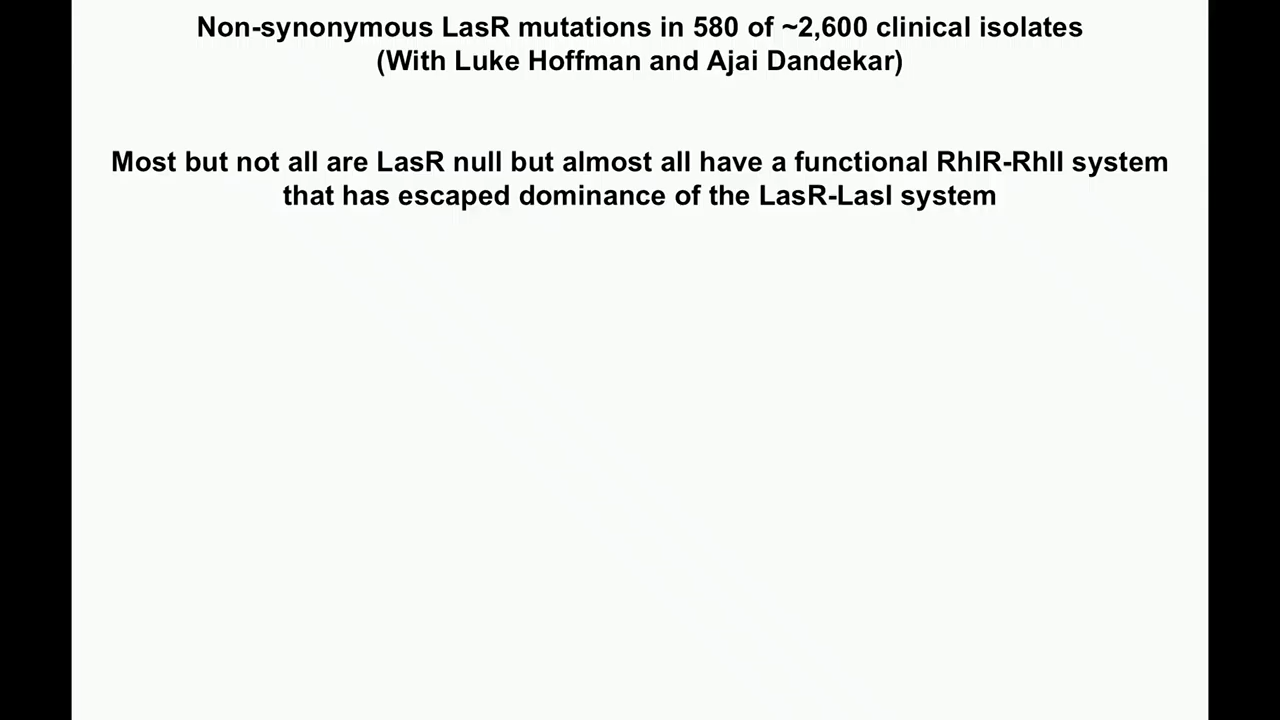 Non-synonymous LasR mutations in 580 of ~2,600 clinical isolates
(With Luke Hoffman and Ajai Dandekar)
Most but not all are LasR null but almost all have a functional RhlR-RhlI system
that has escaped dominance of the LasR-LasI system